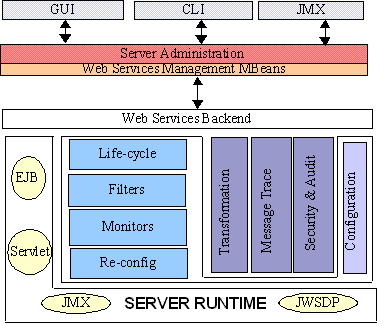 GUI
CLI
JMX
Server Administration
Web Services Management MBeans
Web Services Backend
EJB
Servlet
Life-cycle
Filters
Monitors
Re-config
Transformation
Message Trace
Security & Audit
Configuration
JMX
SERVER RUNTIME
JWSDP